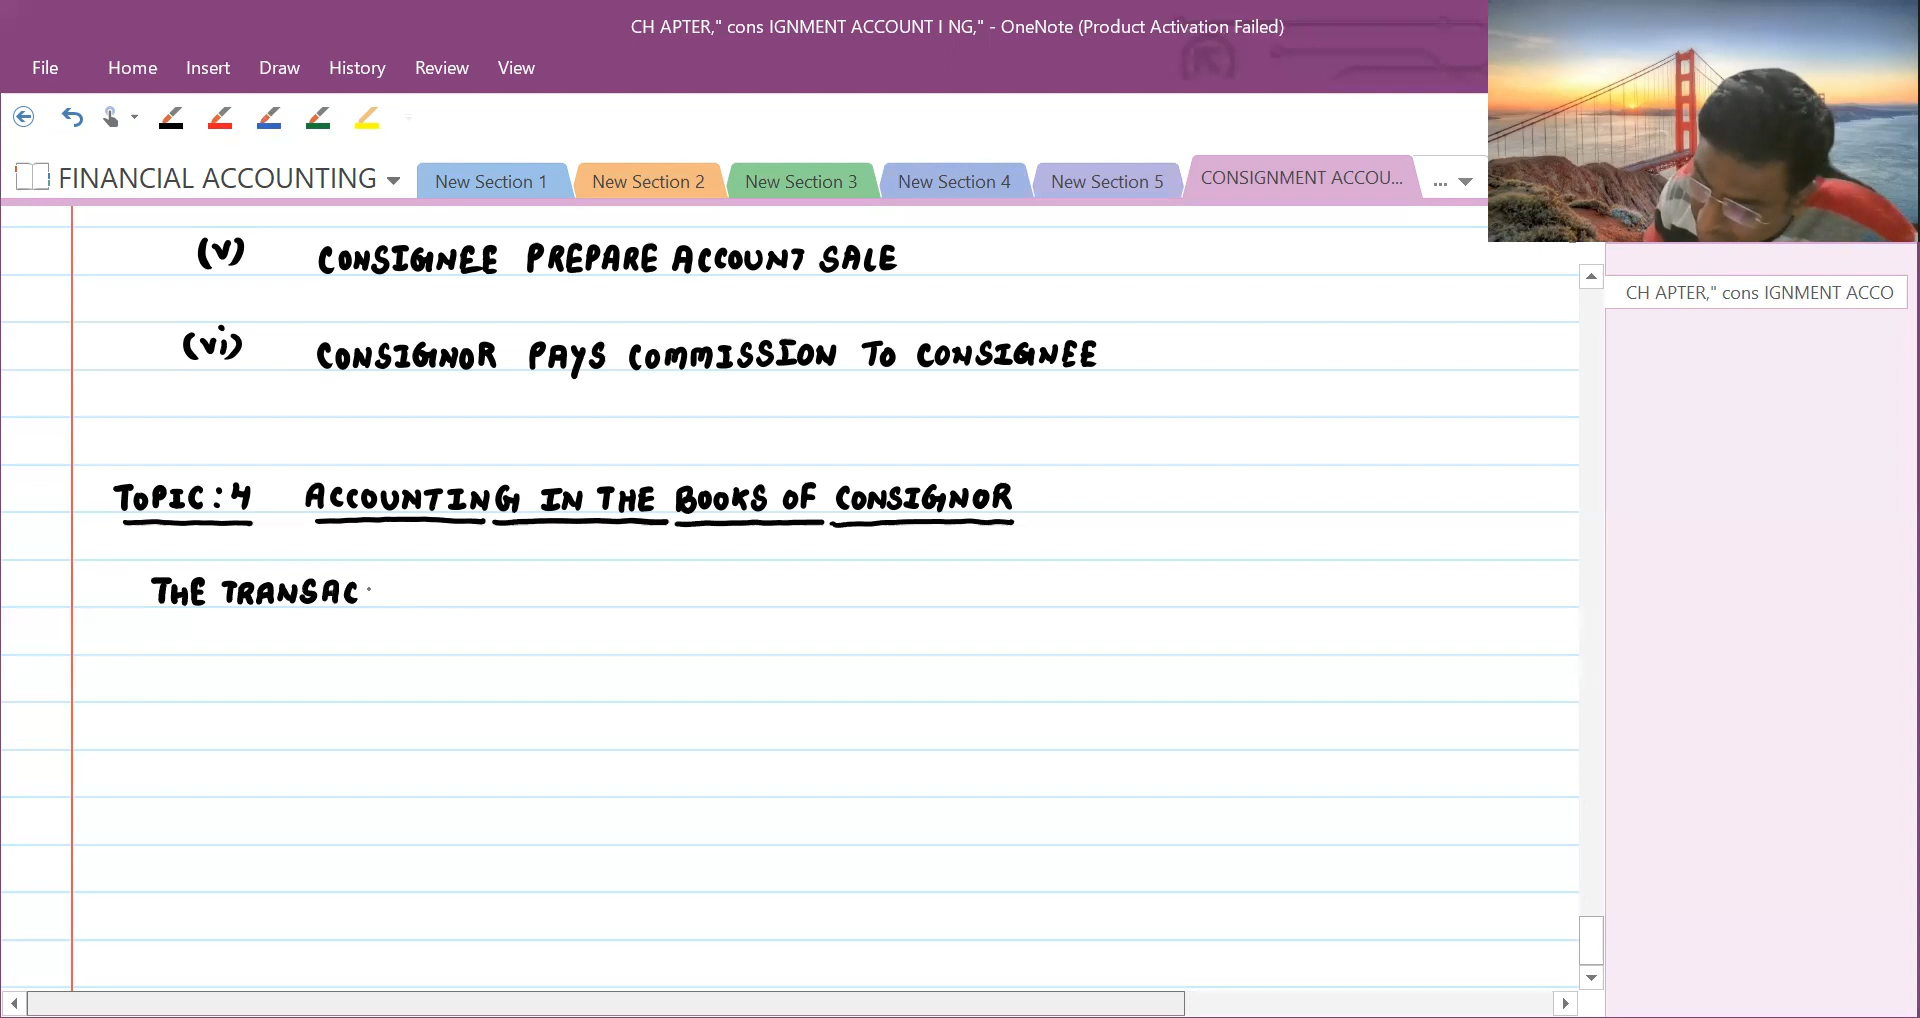 CH APTER," cons IGNMENT ACCOUNT I NG," - OneNote (Product Activation Failed)
File Home Insert Draw History Review View
FINANCIAL ACCOUNTING New Section 1 New Section 2 New Section 3 New Section 4 New Section 5 CONSIGNMENT ACCOU... ...
(v) CONSIGNEE PREPARE ACCOUNT SALE
CH APTER," cons IGNMENT ACCO
(vi) CONSIGNOR PAYS COMMISSION TO CONSIGNEE
TOPIC : 4 ACCOUNTING IN THE BOOKS OF CONSIGNOR
THE TRANSAC